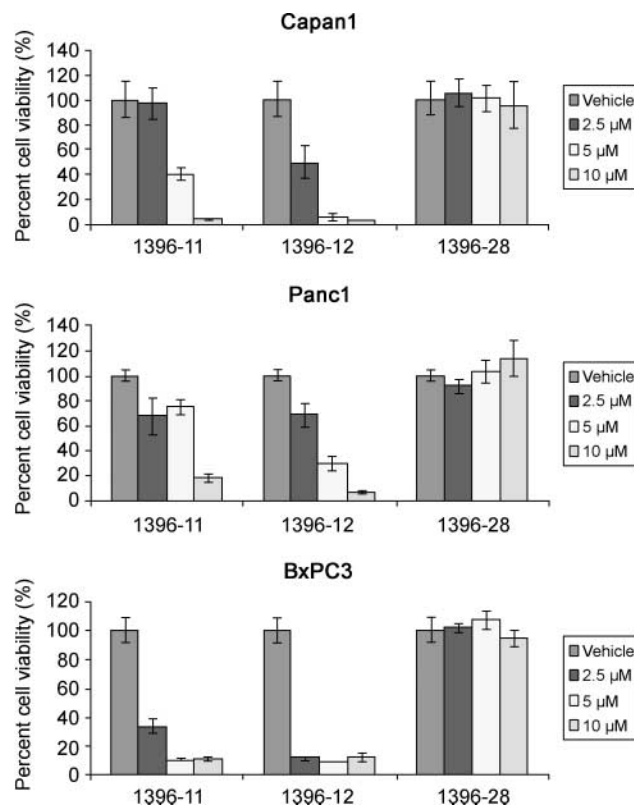 Capan1
Percent cell viability (%)
140
120
100
80
60
40
20
0
1396-11
1396-12
1396-28
Vehicle
2.5 µM
5 µM
10 µM
Panc1
Percent cell viability (%)
140
120
100
80
60
40
20
0
1396-11
1396-12
1396-28
Vehicle
2.5 µM
5 µM
10 µM
BxPC3
Percent cell viability (%)
120
100
80
60
40
20
0
1396-11
1396-12
1396-28
Vehicle
2.5 µM
5 µM
10 µM